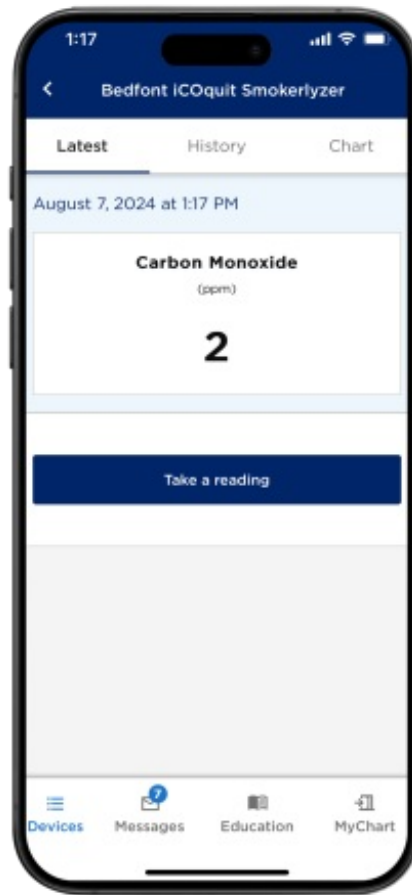 1:17
Bedfont iCOquit Smokerlyzer
Latest History Chart
August 7, 2024 at 1:17 PM
Carbon Monoxide
(ppm)
2
Take a reading
7
Devices Messages Education MyChart